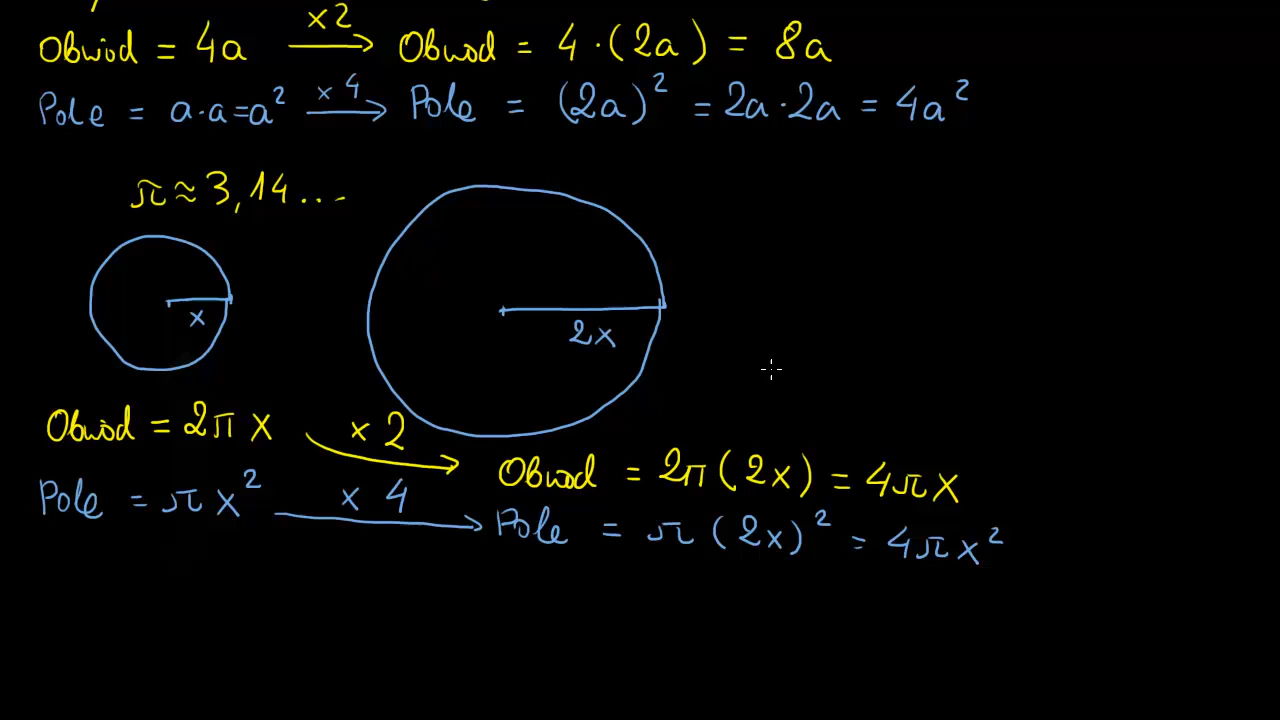 × 2
Obwód = 4a → Obwód = 4 · (2a) = 8a
× 4
Pole = a · a = a² → Pole = (2a)² = 2a · 2a = 4a²
π ≈ 3,14...
x
2x
Obwód = 2πx × 2
Obwód = 2π(2x) = 4πx
Pole = πx² × 4
→ Pole = π(2x)² = 4πx²